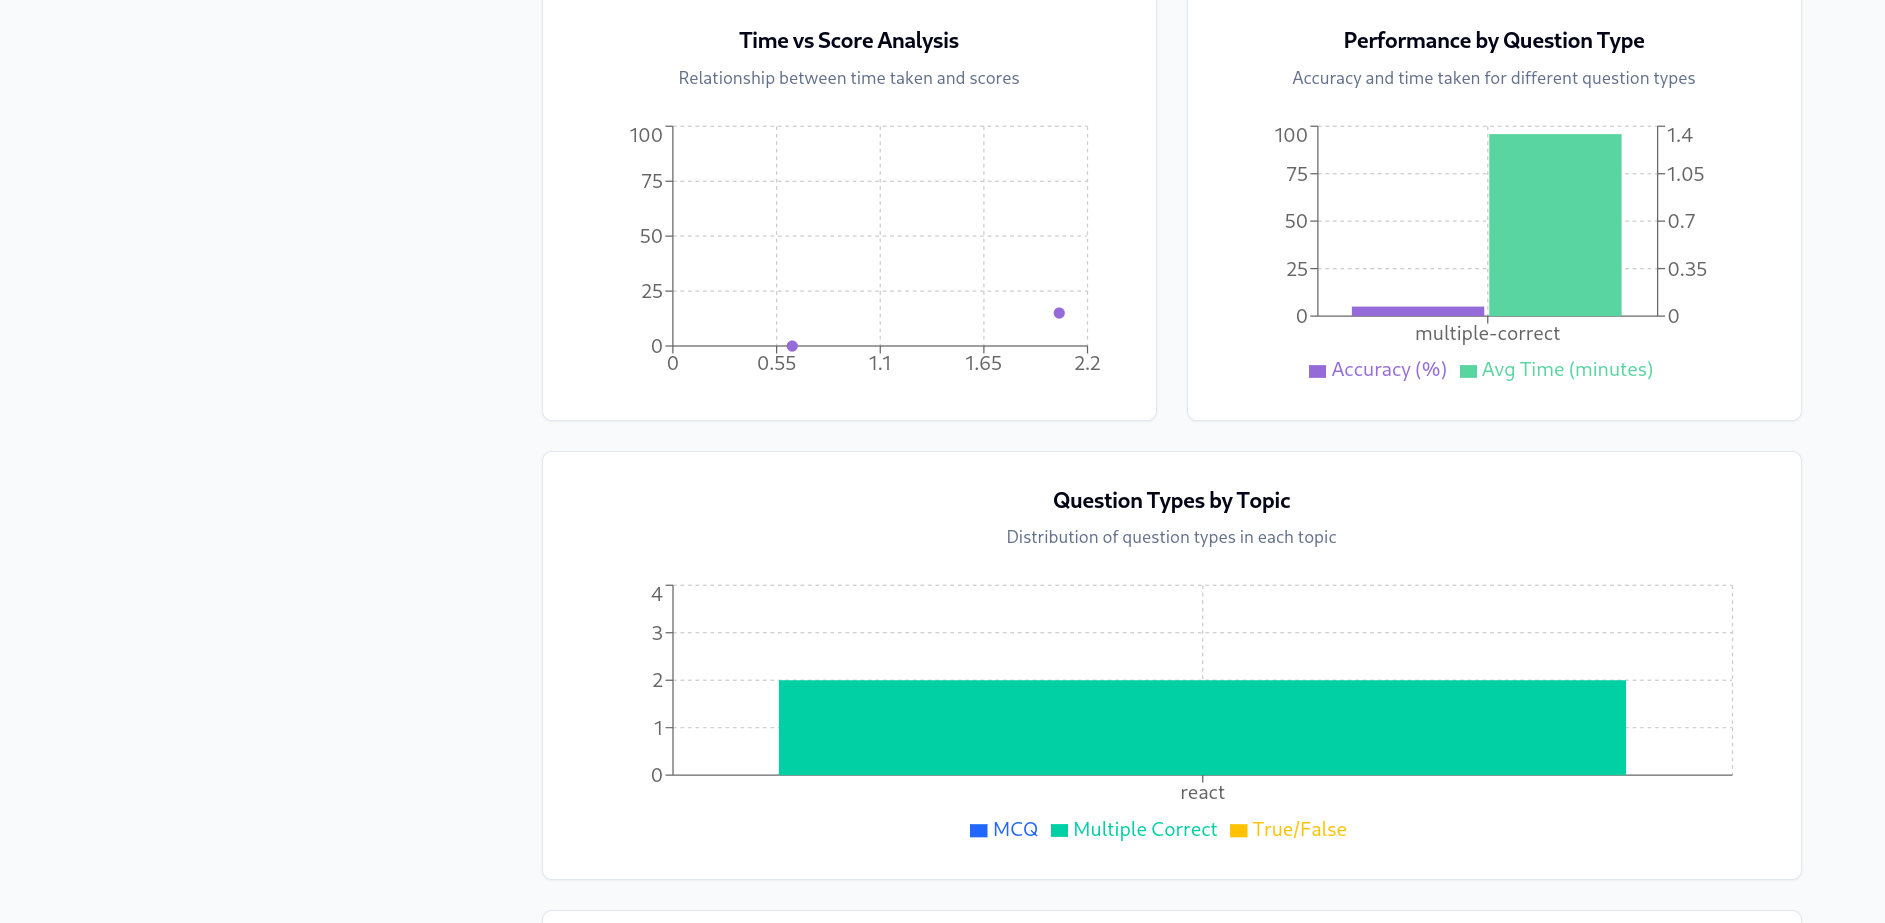 Time vs Score Analysis
Relationship between time taken and scores
100
75
50
25
0
0 0.55 1.1 1.65 2.2
Performance by Question Type
Accuracy and time taken for different question types
100
75
50
25
0
1.4
1.05
0.7
0.35
0
multiple-correct
Accuracy (%) Avg Time (minutes)
Question Types by Topic
Distribution of question types in each topic
4
3
2
1
0
react
MCQ Multiple Correct True/False